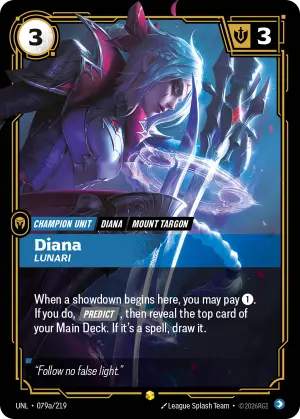 3
3
CHAMPION UNIT DIANA MOUNT TARGON
Diana
LUNARI
When a showdown begins here, you may pay 1.
If you do, PREDICT, then reveal the top card of
your Main Deck. If it's a spell, draw it.
"Follow no false light."
UNL • 079a/219
League Splash Team
©2026RGI